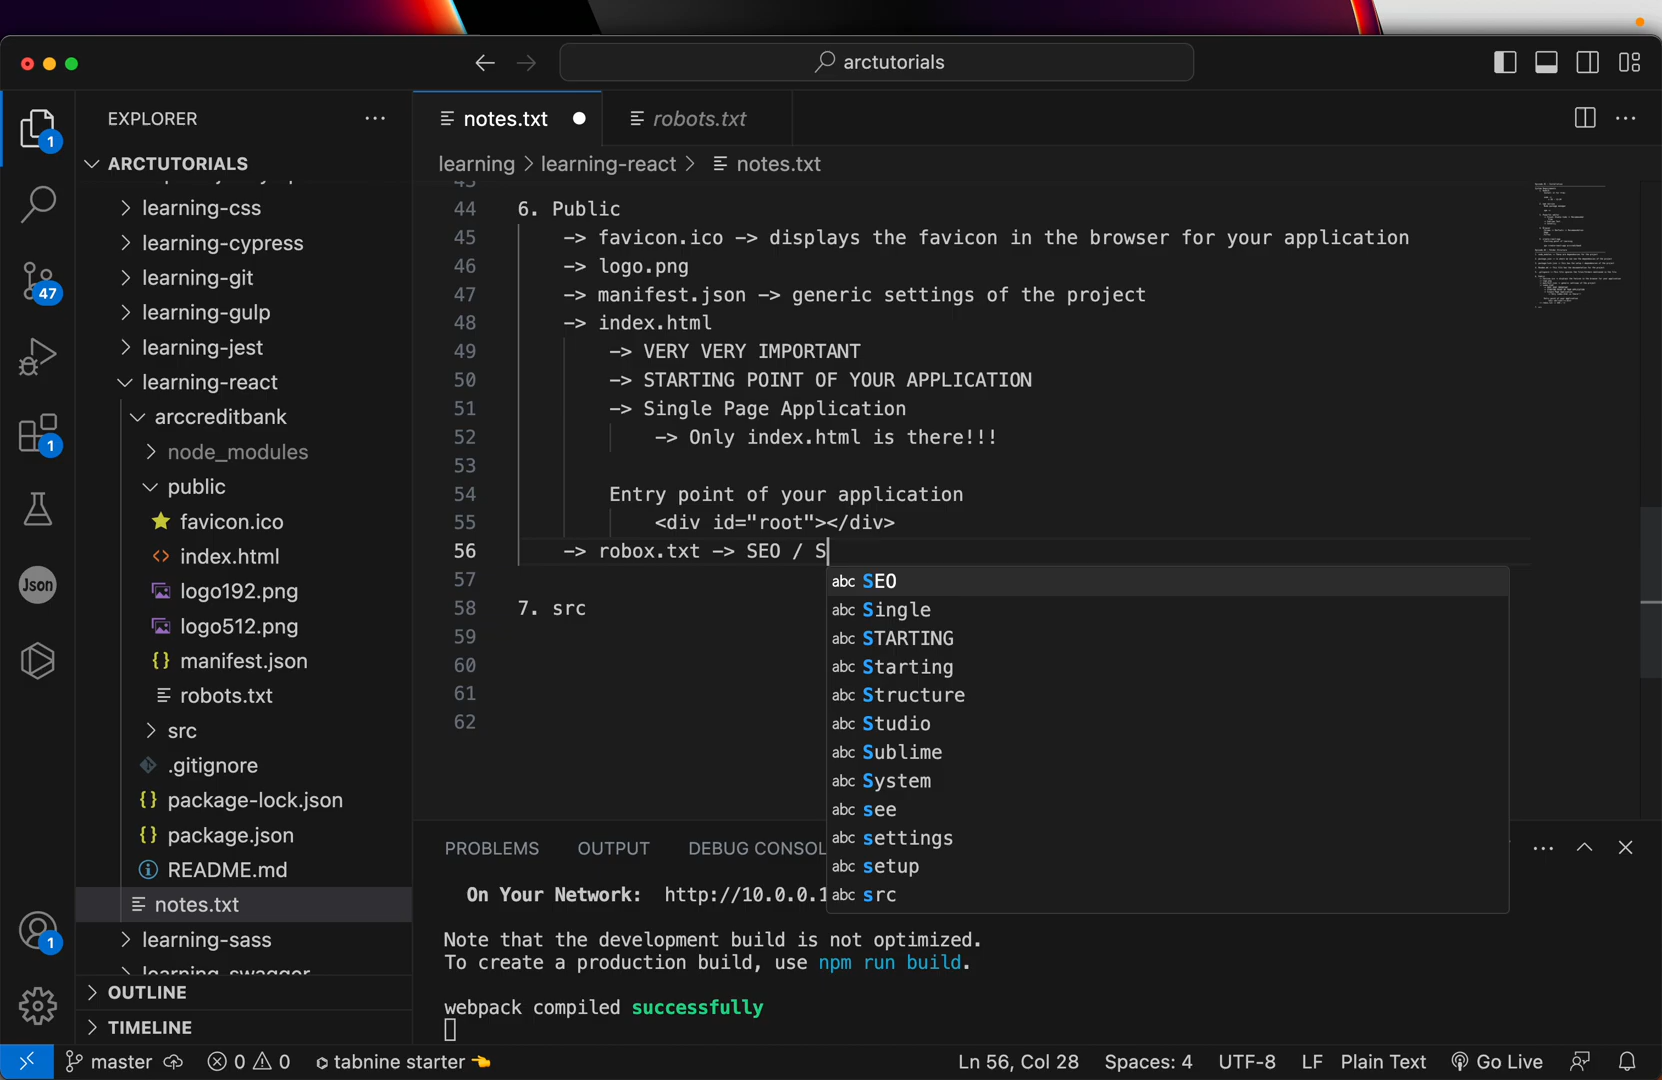 arctutorials
EXPLORER
notes.txt
robots.txt
1
ARCTUTORIALS
learning > learning-react > notes.txt
learning-css
learning-cypress
learning-git
47
learning-gulp
learning-jest
learning-react
arccreditbank
1
node_modules
public
favicon.ico
index.html
Json
logo192.png
logo512.png
manifest.json
robots.txt
src
.gitignore
package-lock.json
package.json
README.md
notes.txt
1
learning-sass
learning-swagger
OUTLINE
TIMELINE
44 6. Public
45 -> favicon.ico -> displays the favicon in the browser for your application
46 -> logo.png
47 -> manifest.json -> generic settings of the project
48 -> index.html
49 -> VERY VERY IMPORTANT
50 -> STARTING POINT OF YOUR APPLICATION
51 -> Single Page Application
52 -> Only index.html is there!!!
53
54 Entry point of your application
55 <div id="root"></div>
56 -> robox.txt -> SEO / S
57
58 7. src
59
60
61
62
abc SEO
abc Single
abc STARTING
abc Starting
abc Structure
abc Studio
abc Sublime
abc System
abc see
abc settings
abc setup
abc src
PROBLEMS OUTPUT DEBUG CONSOL
On Your Network: http://10.0.0.1
Note that the development build is not optimized.
To create a production build, use npm run build.
webpack compiled successfully
master 0 0 tabnine starter Ln 56, Col 28 Spaces: 4 UTF-8 LF Plain Text Go Live